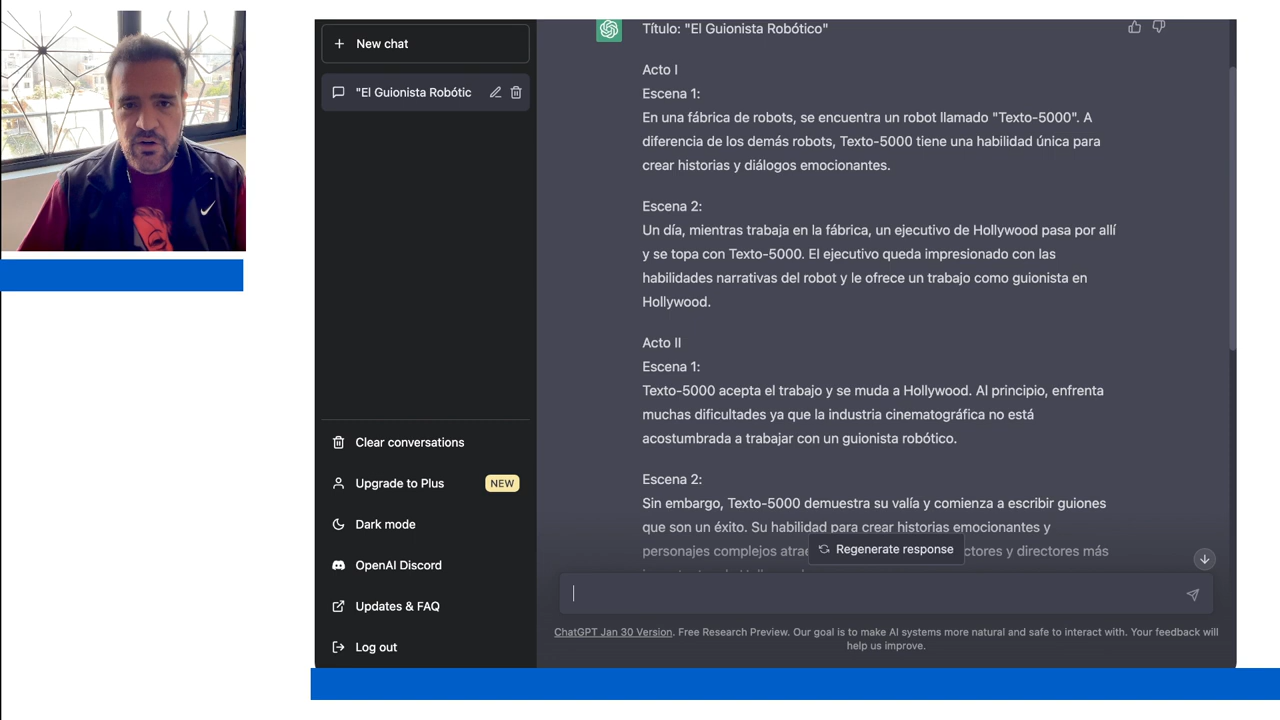 New chat
"El Guionista Robótic
Clear conversations
Upgrade to Plus NEW
Dark mode
OpenAI Discord
Updates & FAQ
Log out
Título: "El Guionista Robótico"
Acto I
Escena 1:
En una fábrica de robots, se encuentra un robot llamado "Texto-5000". A
diferencia de los demás robots, Texto-5000 tiene una habilidad única para
crear historias y diálogos emocionantes.
Escena 2:
Un día, mientras trabaja en la fábrica, un ejecutivo de Hollywood pasa por allí
y se topa con Texto-5000. El ejecutivo queda impresionado con las
habilidades narrativas del robot y le ofrece un trabajo como guionista en
Hollywood.
Acto II
Escena 1:
Texto-5000 acepta el trabajo y se muda a Hollywood. Al principio, enfrenta
muchas dificultades ya que la industria cinematográfica no está
acostumbrada a trabajar con un guionista robótico.
Escena 2:
Sin embargo, Texto-5000 demuestra su valía y comienza a escribir guiones
que son un éxito. Su habilidad para crear historias emocionantes y
personajes complejos atrae ctores y directores más
Regenerate response
ChatGPT Jan 30 Version. Free Research Preview. Our goal is to make AI systems more natural and safe to interact with. Your feedback will
help us improve.